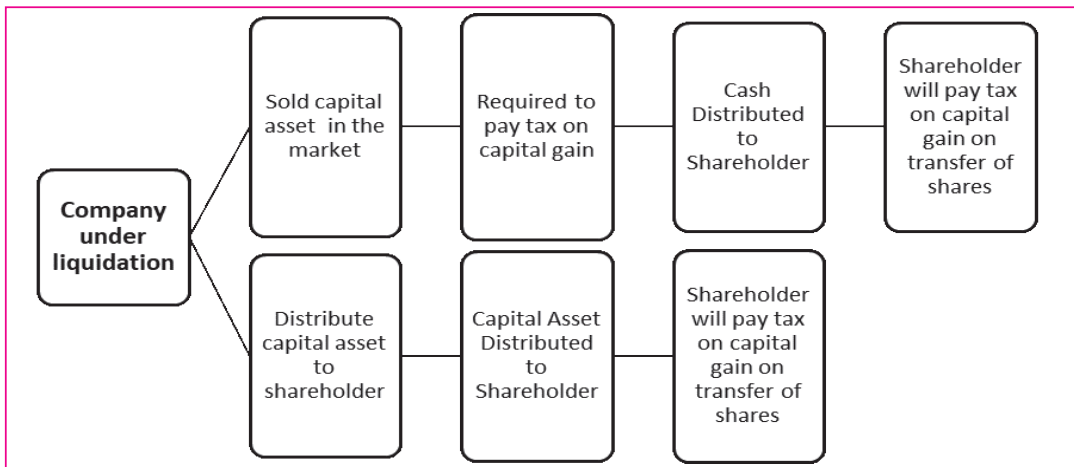 Company
under
liquidation
Sold capital
asset in the
market
Required to
pay tax on
capital gain
Cash
Distributed
to
Shareholder
Shareholder
will pay tax
on capital
gain on
transfer of
shares
Distribute
capital asset
to
shareholder
Capital Asset
Distributed
to
Shareholder
Shareholder
will pay tax
on capital
gain on
transfer of
shares